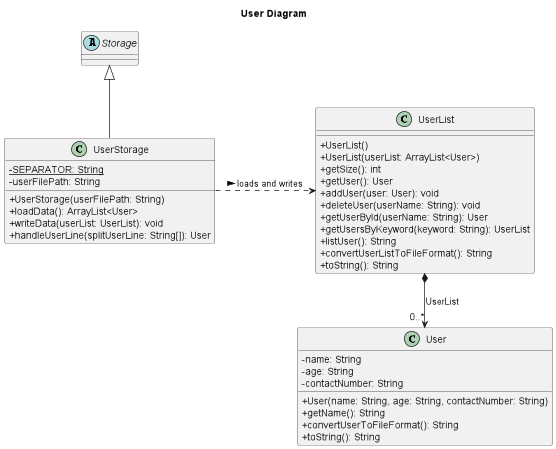 User Diagram
A Storage
C UserStorage
-SEPARATOR: String
-userFilePath: String
+UserStorage(userFilePath: String)
+loadData(): ArrayList<User>
+writeData(userList: UserList): void
+handleUserLine(splitUserLine: String[]): User
loads and writes
C UserList
+UserList()
+UserList(userList: ArrayList<User>)
+getSize(): int
+getUser(): User
+addUser(user: User): void
+deleteUser(userName: String): void
+getUserById(userName: String): User
+getUsersByKeyword(keyword: String): UserList
+listUser(): String
+convertUserListToFileFormat(): String
+toString(): String
UserList
0..*
C User
-name: String
-age: String
-contactNumber: String
+User(name: String, age: String, contactNumber: String)
+getName(): String
+convertUserToFileFormat(): String
+toString(): String